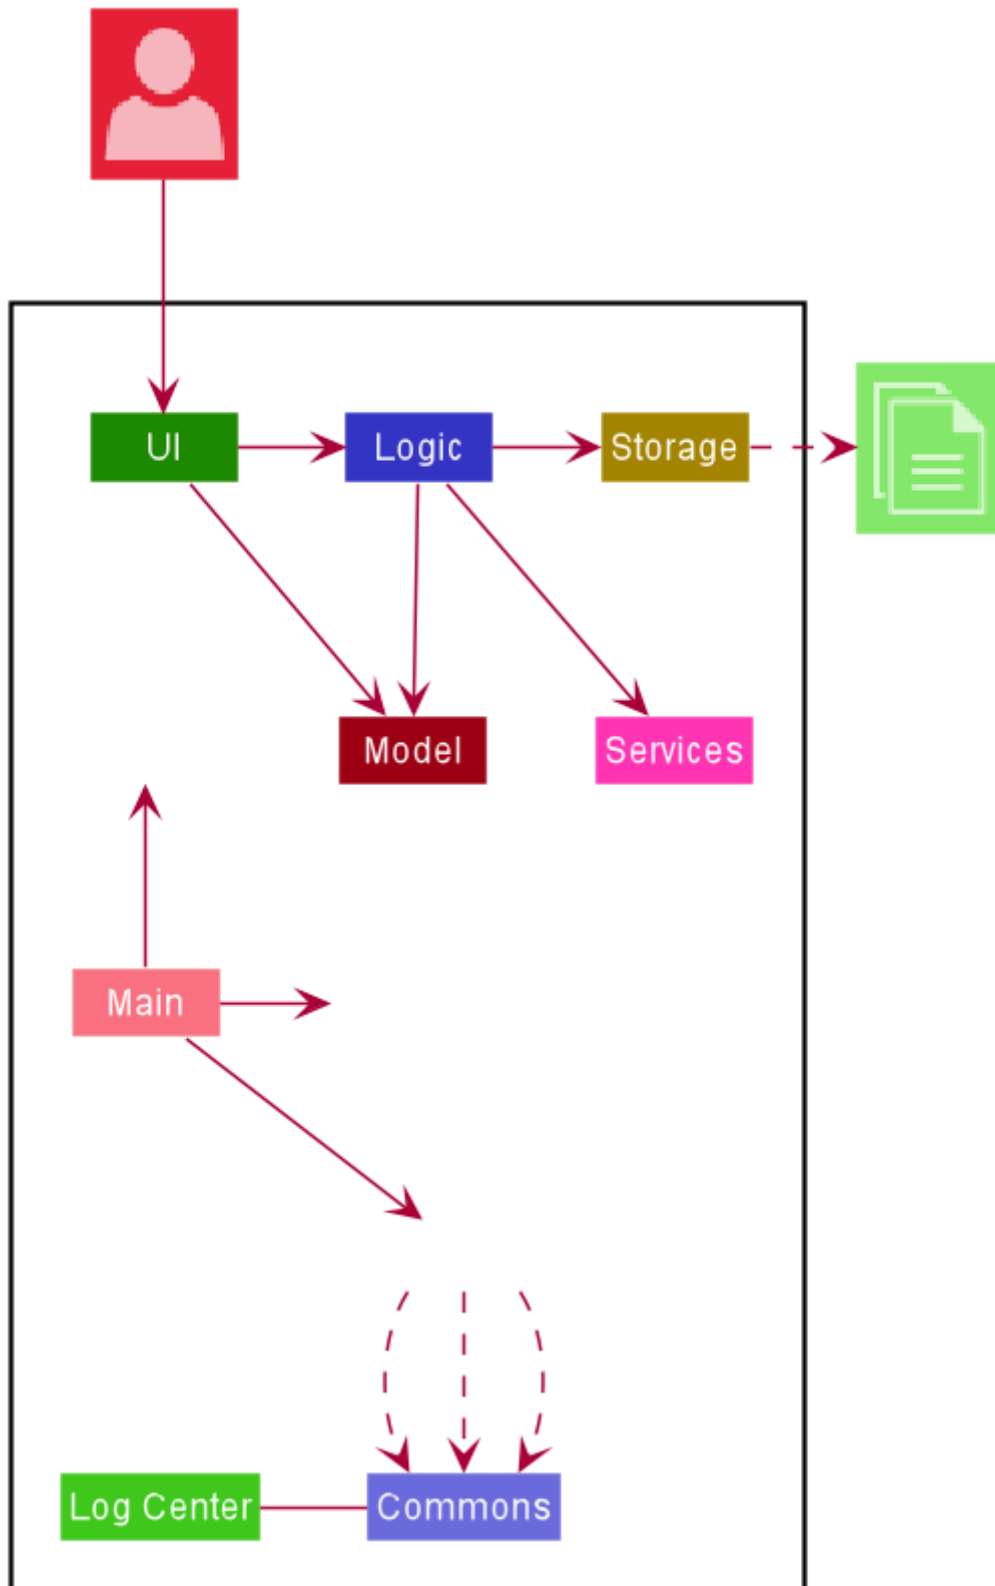 UI
Logic
Storage
Model
Services
Main
Log Center
Commons